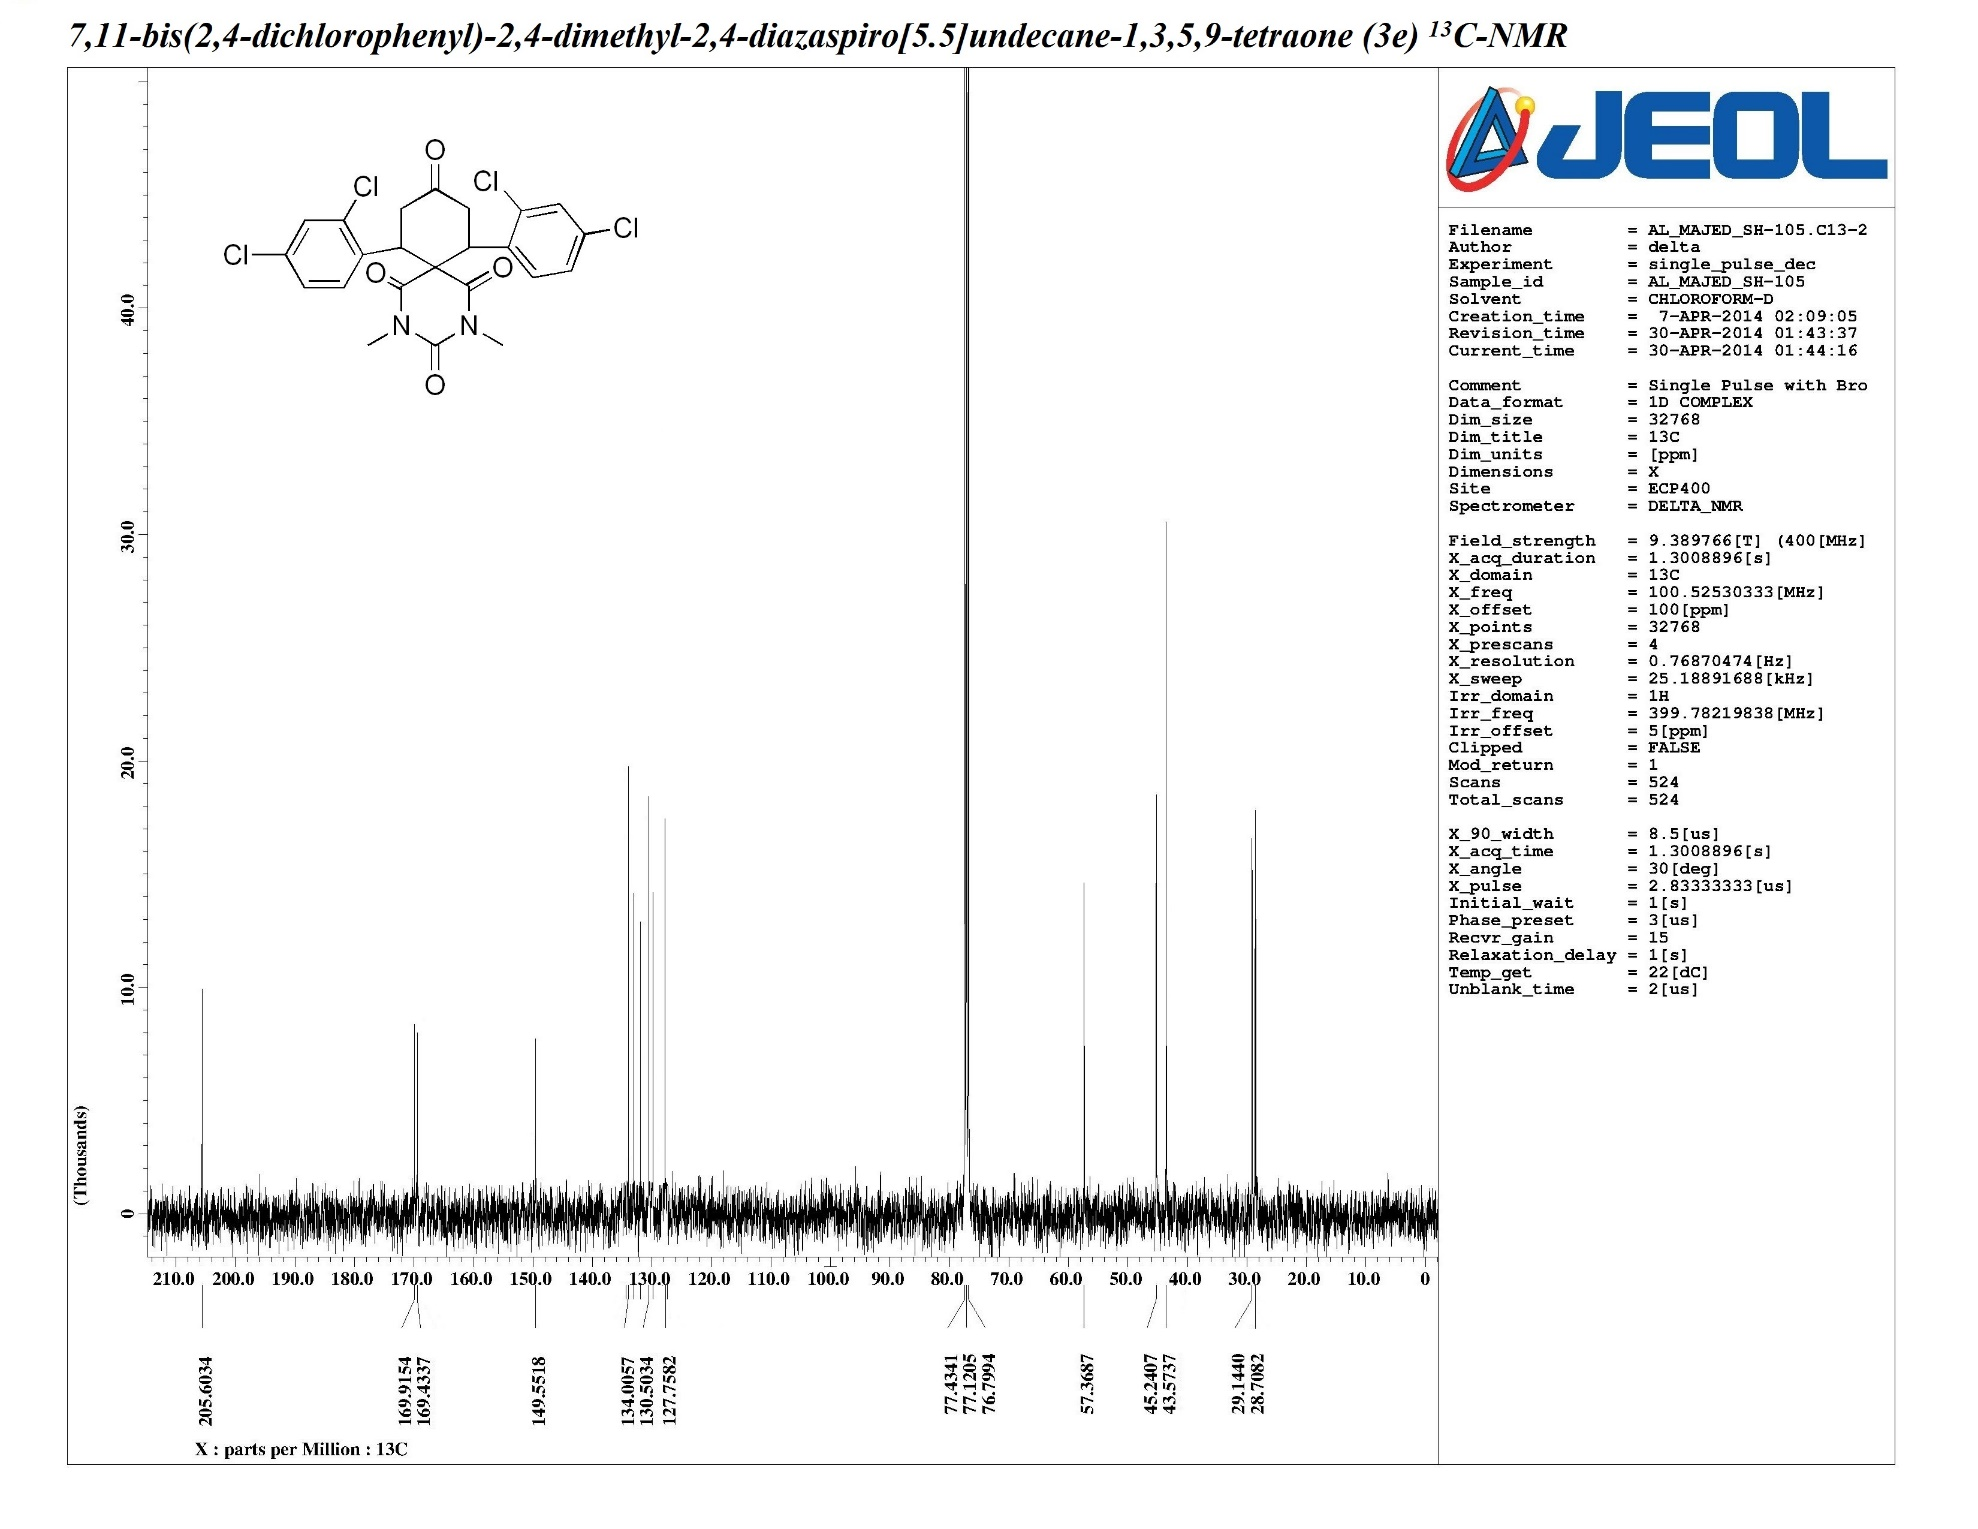 7,11-bis(2,4-dichlorophenyl)-2,4-dimethyl-2,4-diazaspiro[5.5]undecane-1,3,5,9-tetraone (3e) ¹³C-NMR
JEOL
O
Cl
Cl
Cl
Cl
O
O
N
N
O
Filename = AL_MAJED_SH-105.C13-2
Author = delta
Experiment = single_pulse_dec
Sample_id = AL_MAJED_SH-105
Solvent = CHLOROFORM-D
Creation_time = 7-APR-2014 02:09:05
Revision_time = 30-APR-2014 01:43:37
Current_time = 30-APR-2014 01:44:16
Comment = Single Pulse with Bro
Data_format = 1D COMPLEX
Dim_size = 32768
Dim_title = 13C
Dim_units = [ppm]
Dimensions = X
Site = ECP400
Spectrometer = DELTA_NMR
Field_strength = 9.389766[T] (400[MHz]
X_acq_duration = 1.3008896[s]
X_domain = 13C
X_freq = 100.52530333[MHz]
X_offset = 100[ppm]
X_points = 32768
X_prescans = 4
X_resolution = 0.76870474[Hz]
X_sweep = 25.18891688[kHz]
Irr_domain = 1H
Irr_freq = 399.78219838[MHz]
Irr_offset = 5[ppm]
Clipped = FALSE
Mod_return = 1
Scans = 524
Total_scans = 524
X_90_width = 8.5[us]
X_acq_time = 1.3008896[s]
X_angle = 30[deg]
X_pulse = 2.83333333[us]
Initial_wait = 1[s]
Phase_preset = 3[us]
Recvr_gain = 15
Relaxation_delay = 1[s]
Temp_get = 22[dC]
Unblank_time = 2[us]
40.0
30.0
20.0
10.0
0
(Thousands)
210.0 200.0 190.0 180.0 170.0 160.0 150.0 140.0 130.0 120.0 110.0 100.0 90.0 80.0 70.0 60.0 50.0 40.0 30.0 20.0 10.0 0
205.6034
169.9154
169.4337
149.5518
134.0057
130.5034
127.7582
77.4341
77.1205
76.7994
57.3687
45.2407
43.5737
29.1440
28.7082
X : parts per Million : 13C